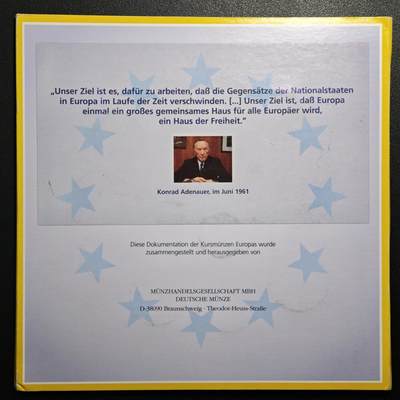 „Unser Ziel ist es, dafür zu arbeiten, daß die Gegensätze der Nationalstaaten
in Europa im Laufe der Zeit verschwinden. [...] Unser Ziel ist, daß Europa
einmal ein großes gemeinsames Haus für alle Europäer wird,
ein Haus der Freiheit.“
Konrad Adenauer, im Juni 1961
Diese Dokumentation der Kursmünzen Europas wurde
zusammengestellt und herausgegeben von
MÜNZHANDELSGESELLSCHAFT MBH
DEUTSCHE MÜNZE
D-38090 Braunschweig · Theodor-Heuss-Straße